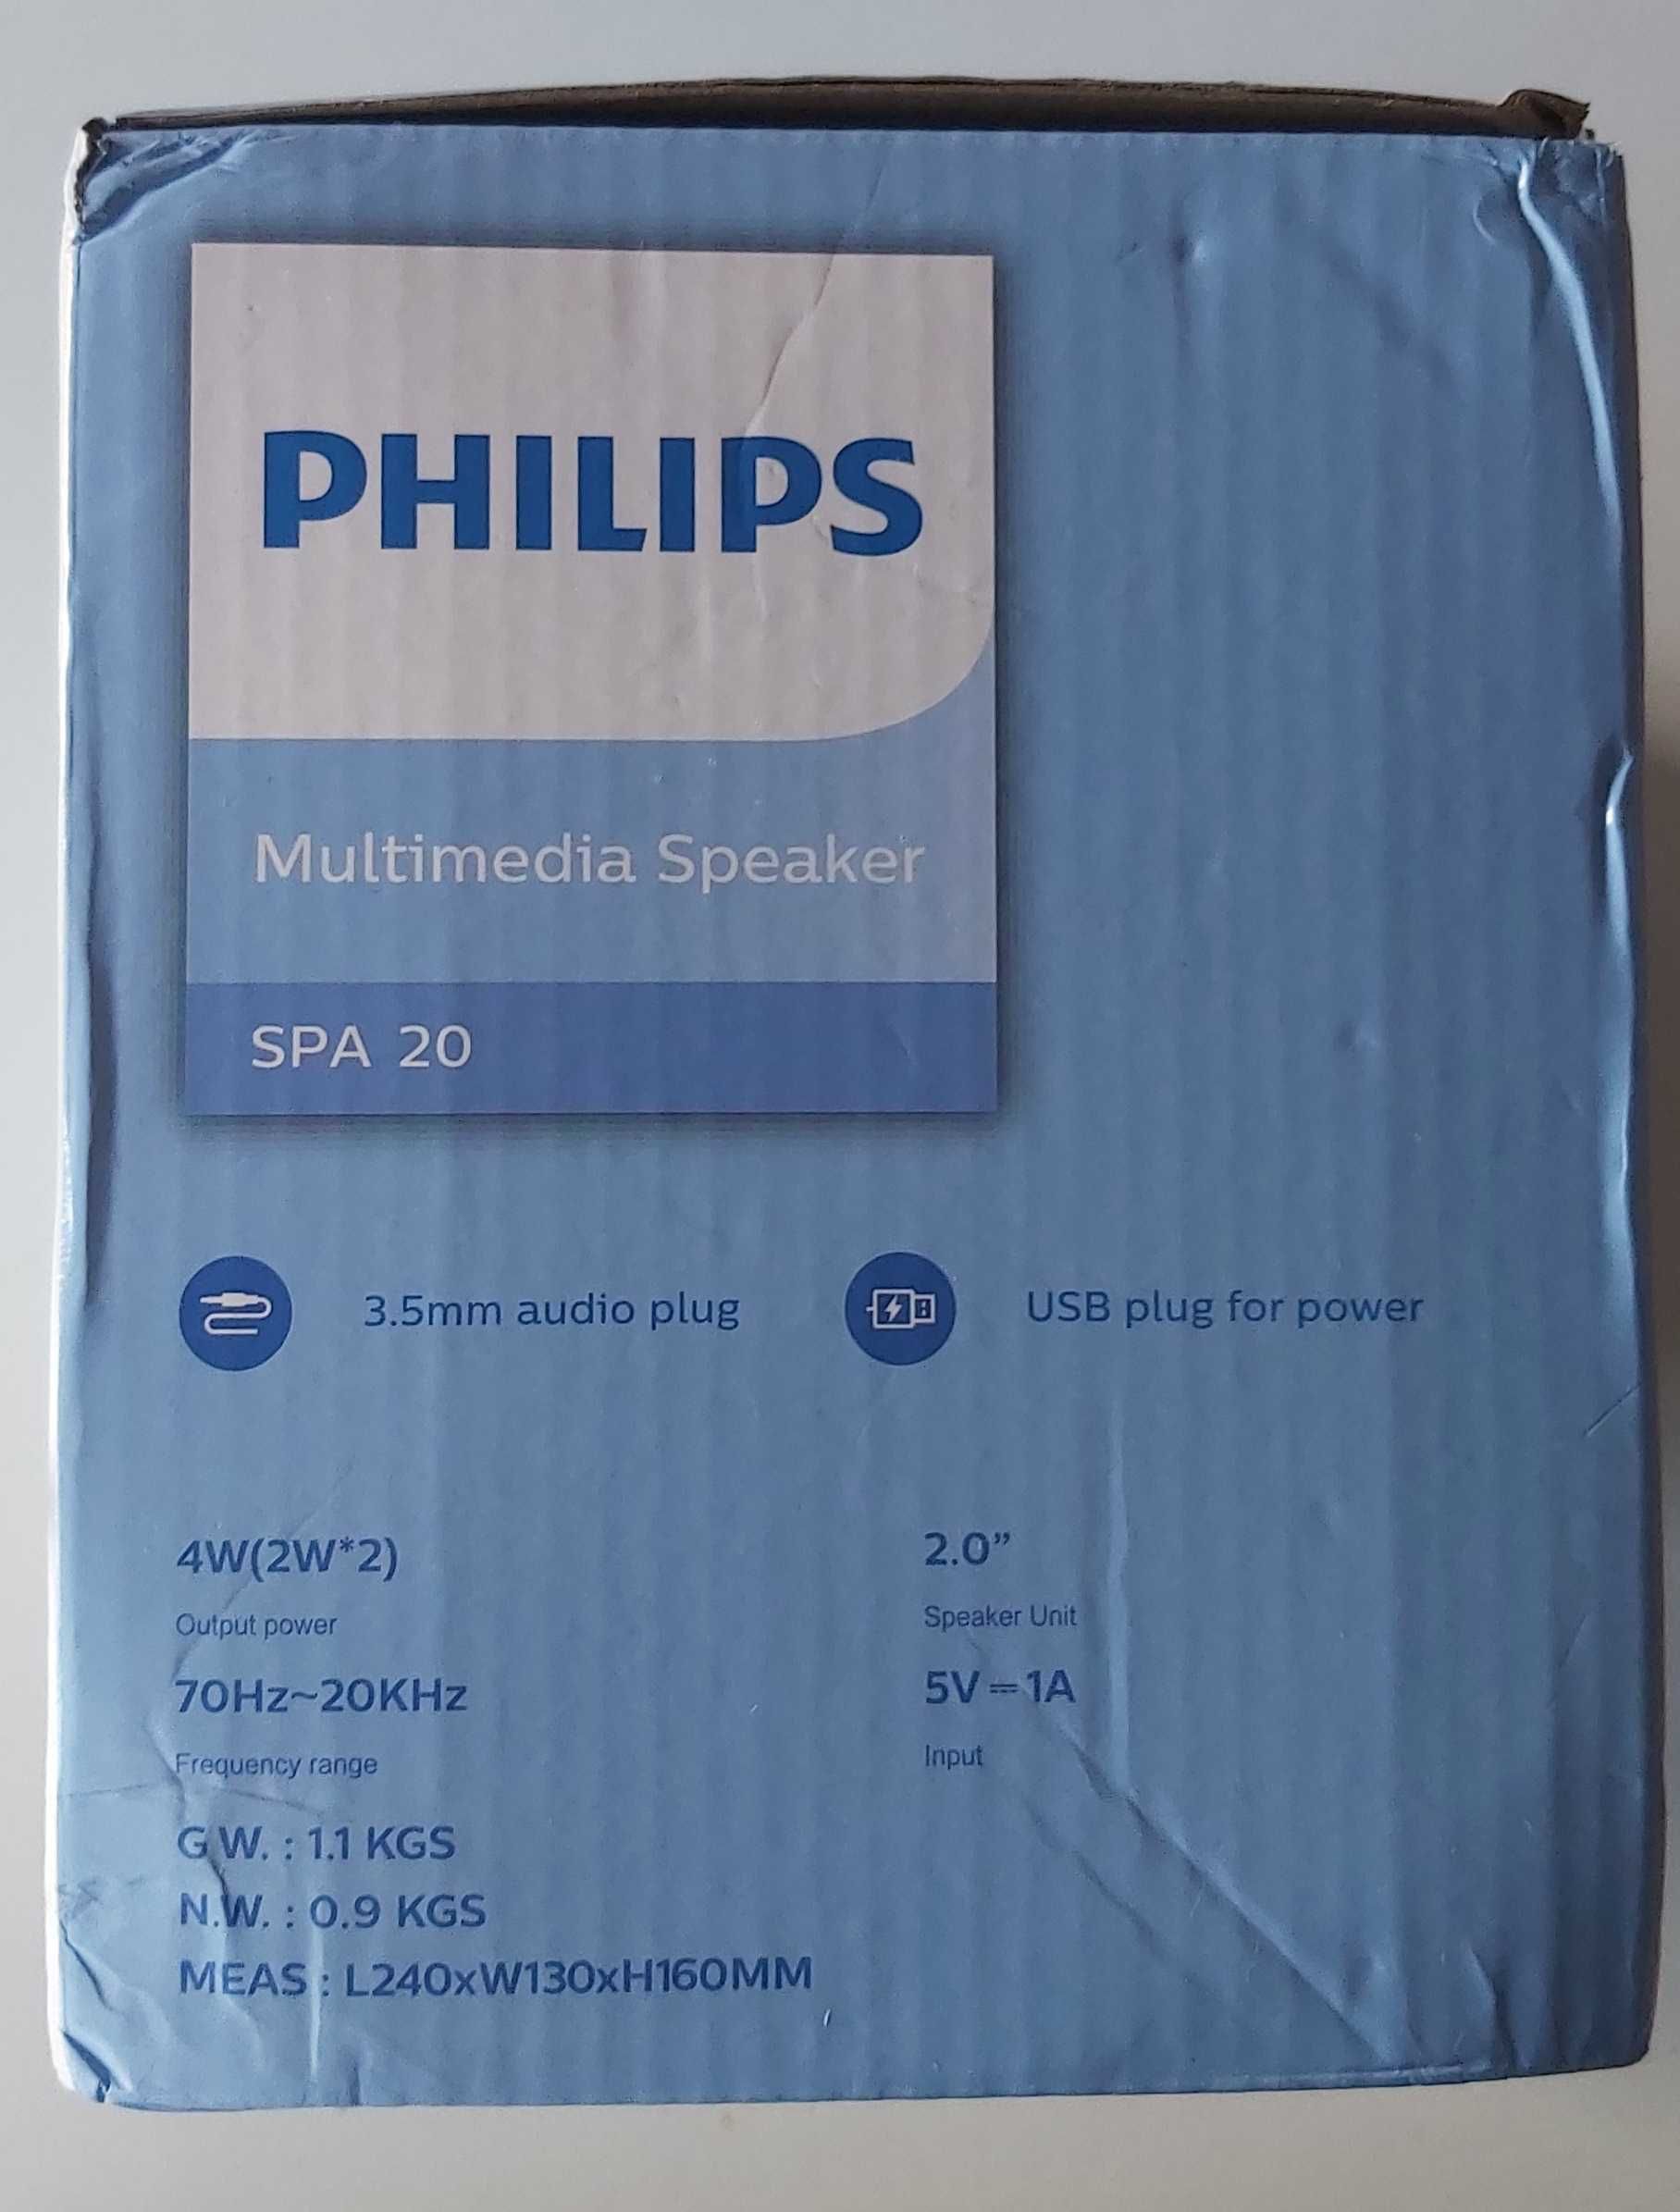 PHILIPS
Multimedia Speaker
SPA 20
3.5mm audio plug
USB plug for power
4W(2W*2)
Output power
2.0”
Speaker Unit
70Hz~20KHz
Frequency range
5V⎓1A
Input
G.W. : 1.1 KGS
N.W. : 0.9 KGS
MEAS : L240xW130xH160MM